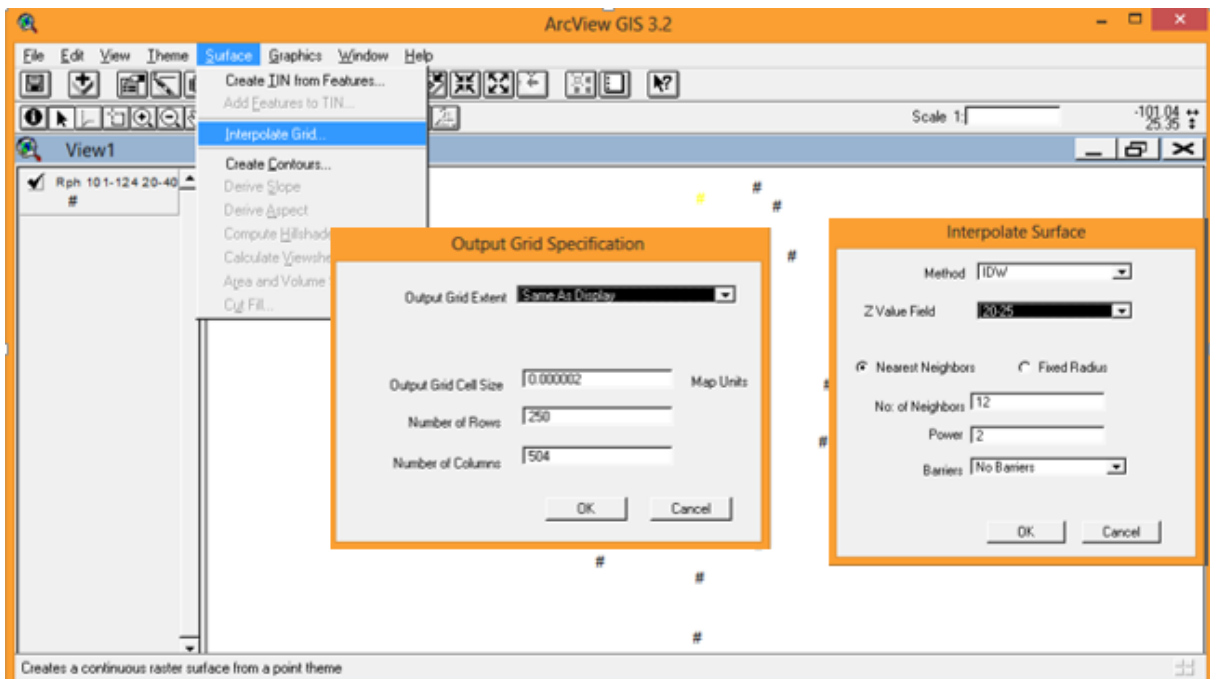 ArcView GIS 3.2
File Edit View Theme Surface Graphics Window Help
Scale 1:
-101.04
25.35
View1
Rph 101-124 20-40
#
Create TIN from Features...
Add Features to TIN...
Interpolate Grid...
Create Contours...
Derive Slope
Derive Aspect
Compute Hillshade
Calculate Viewshe
Area and Volume
Cut Fill...
Output Grid Specification
Output Grid Extent Same As Display
Output Grid Cell Size 0.000002 Map Units
Number of Rows 250
Number of Columns 504
OK Cancel
Interpolate Surface
Method IDW
Z Value Field 20-25
Nearest Neighbors Fixed Radius
No: of Neighbors 12
Power 2
Barriers No Barriers
OK Cancel
# #
#
#
#
#
#
#
#
Creates a continuous raster surface from a point theme